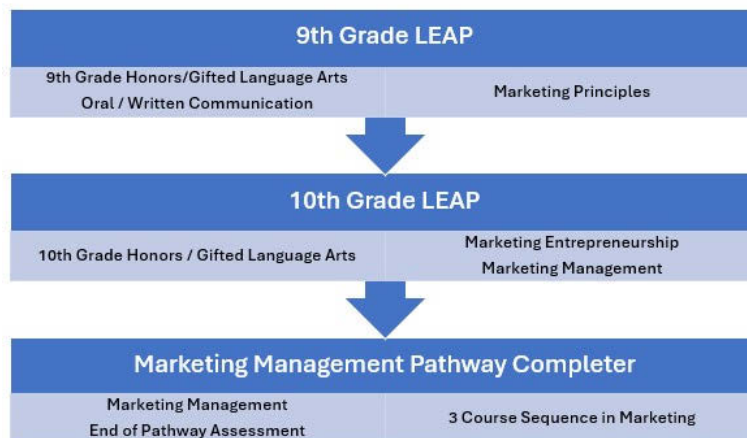 9th Grade LEAP
9th Grade Honors/Gifted Language Arts
Oral / Written Communication
Marketing Principles
10th Grade LEAP
10th Grade Honors / Gifted Language Arts
Marketing Entrepreneurship
Marketing Management
Marketing Management Pathway Completer
Marketing Management
End of Pathway Assessment
3 Course Sequence in Marketing